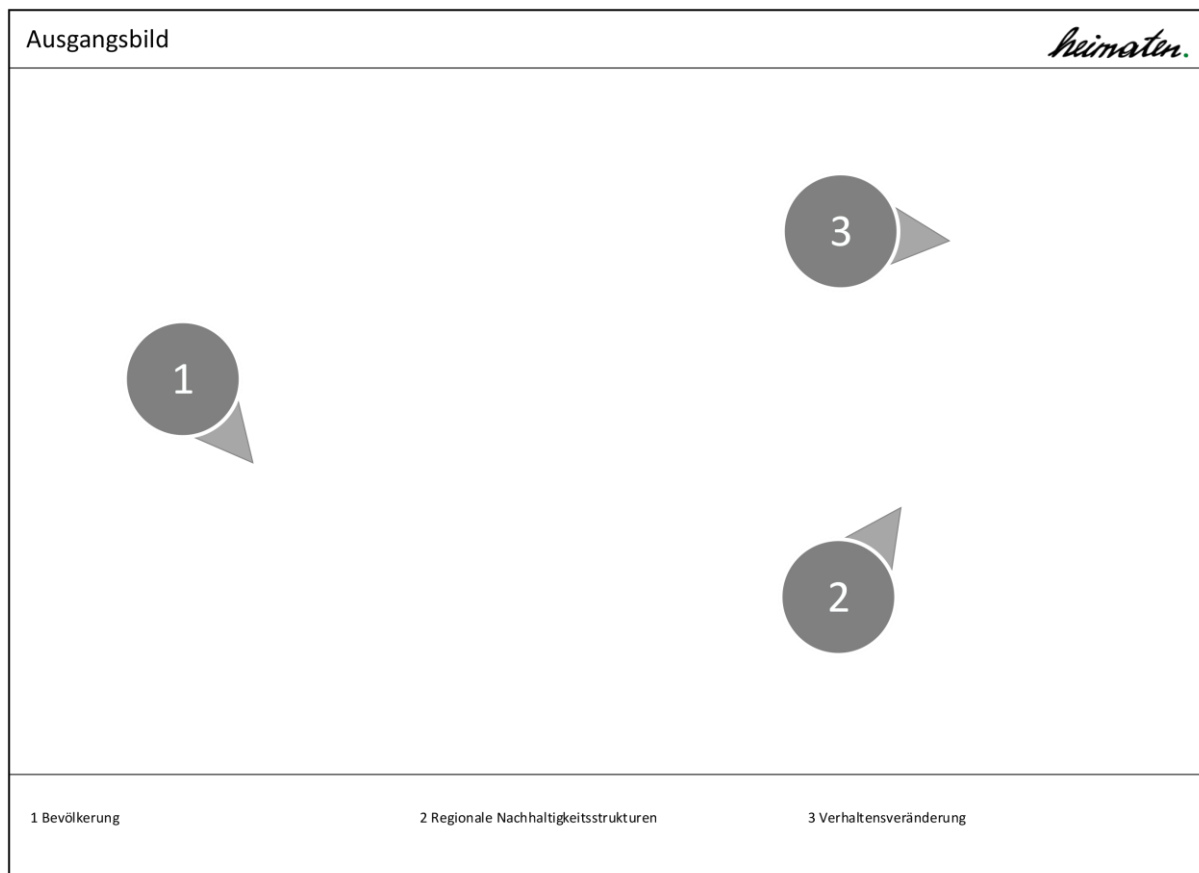 Ausgangsbild
heimaten.
3
1
2
1 Bevölkerung
2 Regionale Nachhaltigkeitsstrukturen
3 Verhaltensveränderung